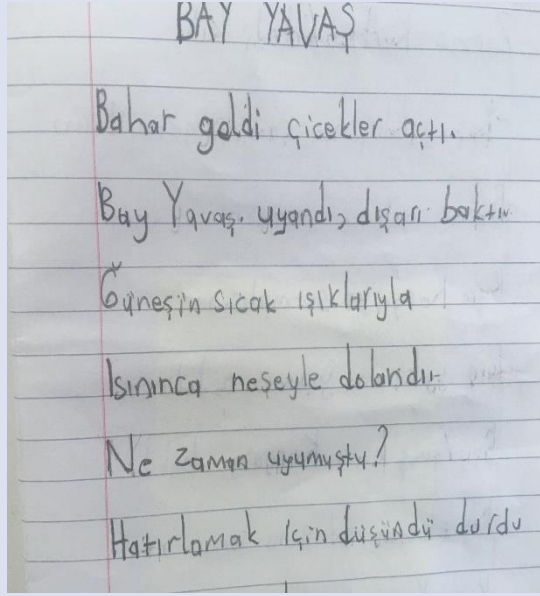 BAY YAVAŞ
Bahar geldi çiçekler açtı.
Bay Yavaş. uyandı, dışarı baktı.
Güneşin sıcak ışıklarıyla
Isınınca neşeyle dolandı.
Ne zaman uyumuştu?
Hatırlamak için düşündü durdu